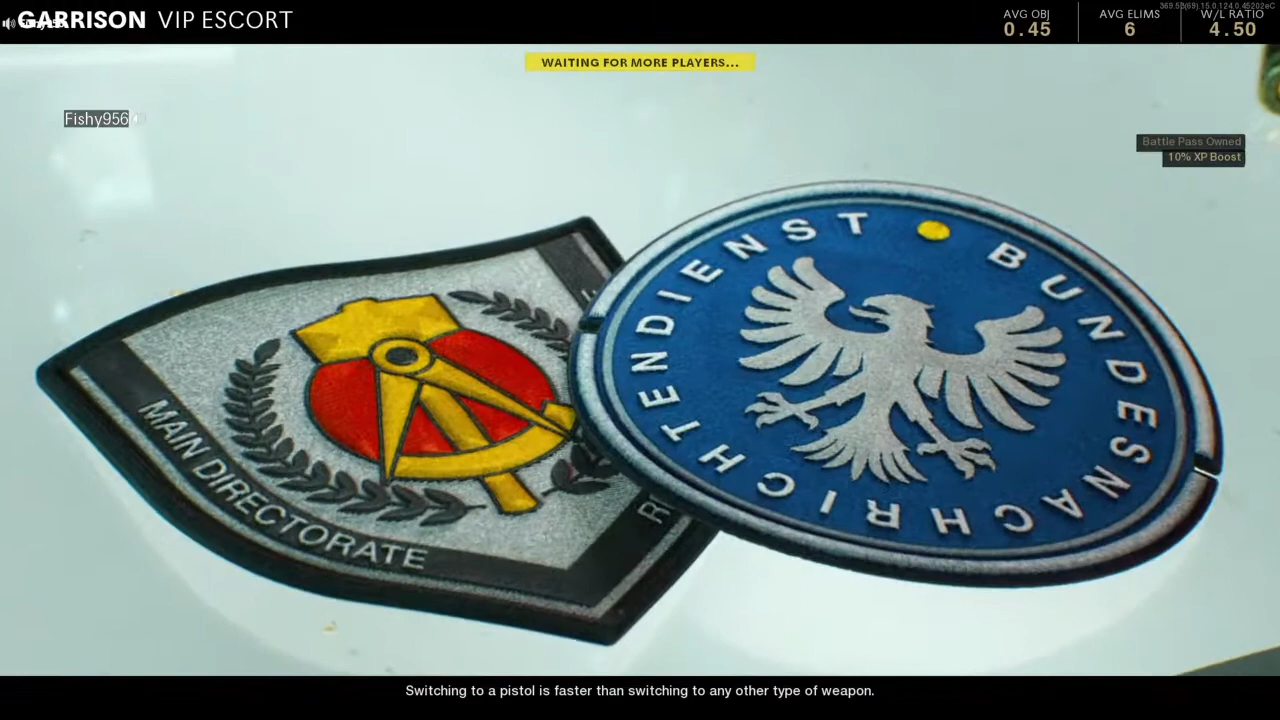 GARRISON VIP ESCORT
AVG OBJ
0.45
AVG ELIMS
6
W/L RATIO
4.50
WAITING FOR MORE PLAYERS...
Fishy956
Battle Pass Owned
10% XP Boost
BUNDESNACHRICHTENDIENST
MAIN DIRECTORATE
Switching to a pistol is faster than switching to any other type of weapon.